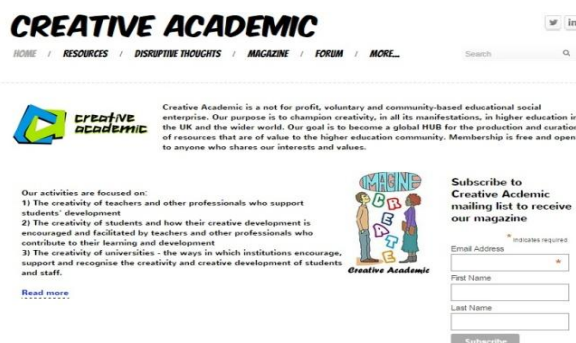 CREATIVE ACADEMIC
HOME / RESOURCES / DISRUPTIVE THOUGHTS / MAGAZINE / FORUM / MORE...
Search
creative
academic
Creative Academic is a not for profit, voluntary and community-based educational social
enterprise. Our purpose is to champion creativity, in all its manifestations, in higher education in
the UK and the wider world. Our goal is to become a global HUB for the production and curation
of resources that are of value to the higher education community. Membership is free and open
to anyone who shares our interests and values.
Our activities are focused on:
1) The creativity of teachers and other professionals who support
students' development
2) The creativity of students and how their creative development is
encouraged and facilitated by teachers and other professionals who
contribute to their learning and development
3) The creativity of universities - the ways in which institutions encourage,
support and recognise the creativity and creative development of students
and staff.
Read more
IMAGINE
CREATE
Creative Academic
Subscribe to
Creative Acdemic
mailing list to receive
our magazine
* indicates required
Email Address
*
First Name
Last Name
Subscribe